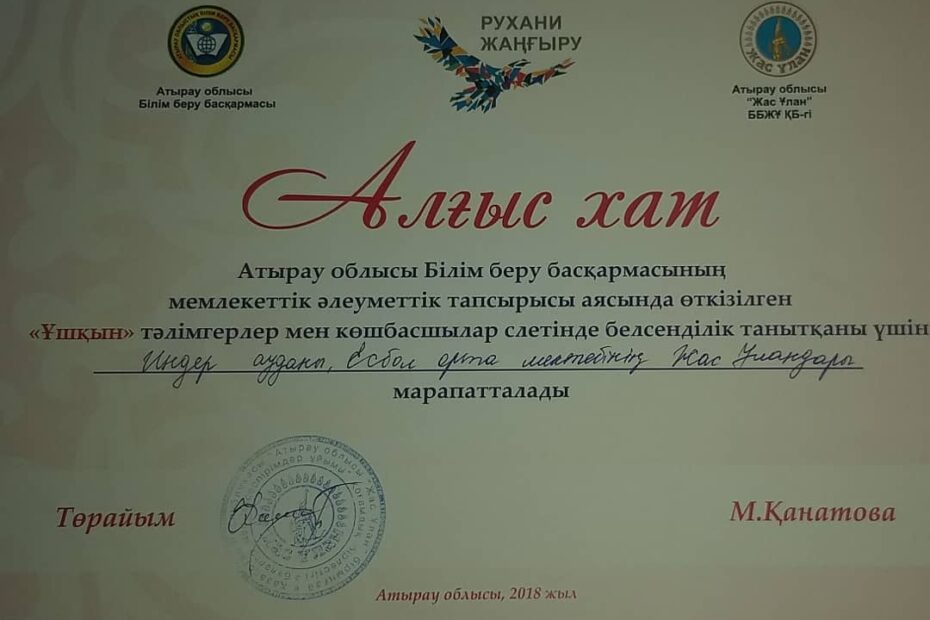 Атырау облысы
Білім беру басқармасы
РУХАНИ
ЖАҢҒЫРУ
ЖАС ҰЛАН
Атырау облысы
"Жас Ұлан"
ББЖҰ ҚБ-гі
Алғыс хат
Атырау облысы Білім беру басқармасының
мемлекеттік әлеуметтік тапсырысы аясында өткізілген
«Ұшқын» тәлімгерлер мен көшбасшылар слетінде белсенділік танытқаны үшін
Индер ауданы, Есбол орта мектебінің Жас Ұландары
марапатталады
Төрайым
М.Қанатова
Атырау облысы, 2018 жыл